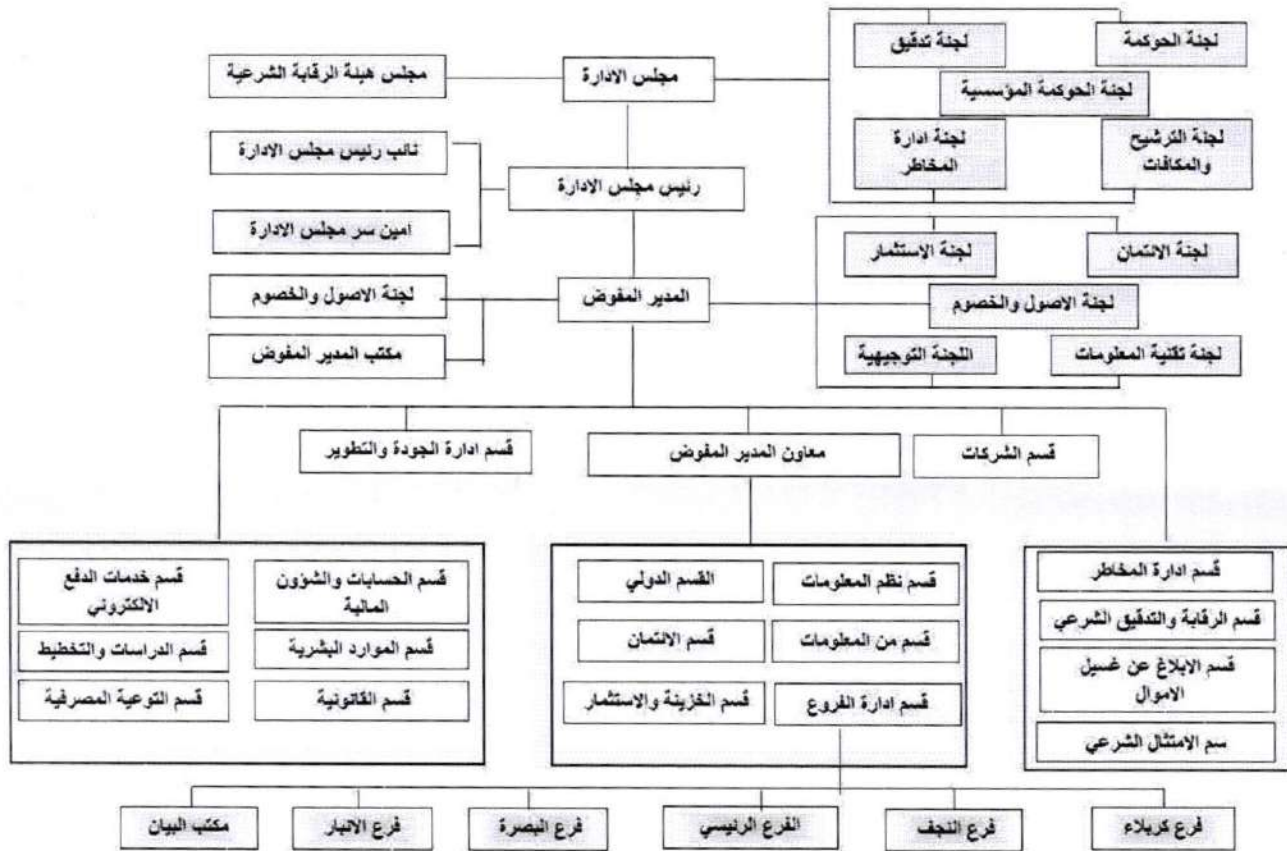 لجنة الحوكمة
لجنة تدقيق
مجلس الادارة
مجلس هيئة الرقابة الشرعية
لجنة الحوكمة المؤسسية
لجنة الترشيح
والمكافات
لجنة ادارة
المخاطر
نائب رئيس مجلس الادارة
رئيس مجلس الادارة
امين سر مجلس الادارة
لجنة الائتمان
لجنة الاستثمار
المدير المفوض
لجنة الاصول والخصوم
لجنة الاصول والخصوم
لجنة تقنية المعلومات
اللجنة التوجيهية
مكتب المدير المفوض
قسم الشركات
معاون المدير المفوض
قسم ادارة الجودة والتطوير
قسم ادارة المخاطر
قسم الرقابة والتدقيق الشرعي
قسم الابلاغ عن غسيل
الاموال
سم الامتثال الشرعي
قسم نظم المعلومات
القسم الدولي
قسم من المعلومات
قسم الائتمان
قسم ادارة الفروع
قسم الخزينة والاستثمار
قسم الحسابات والشؤون
المالية
قسم خدمات الدفع
الالكتروني
قسم الموارد البشرية
قسم الدراسات والتخطيط
قسم القانونية
قسم التوعية المصرفية
فرع كربلاء
فرع النجف
الفرع الرئيسي
فرع البصرة
فرع الانبار
مكتب البيان